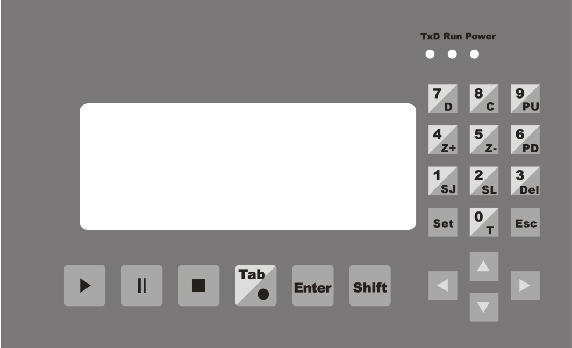 TxD Run Power
7 D 8 C 9 PU
4 Z+ 5 Z- 6 PD
1 SJ 2 SL 3 Del
Set 0 T Esc
Tab Enter Shift